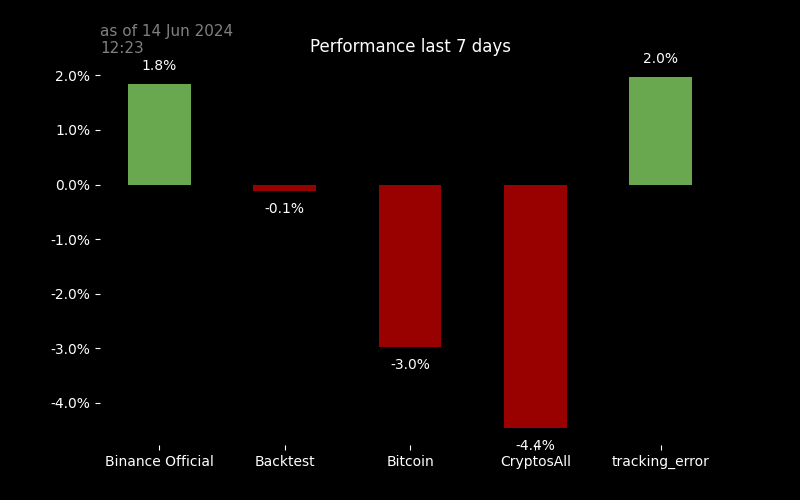 as of 14 Jun 2024
12:23
Performance last 7 days
1.8%
2.0%
2.0%
1.0%
0.0%
-0.1%
-1.0%
-2.0%
-3.0%
-3.0%
-4.0%
-4.4%
Binance Official
Backtest
Bitcoin
CryptosAll
tracking_error